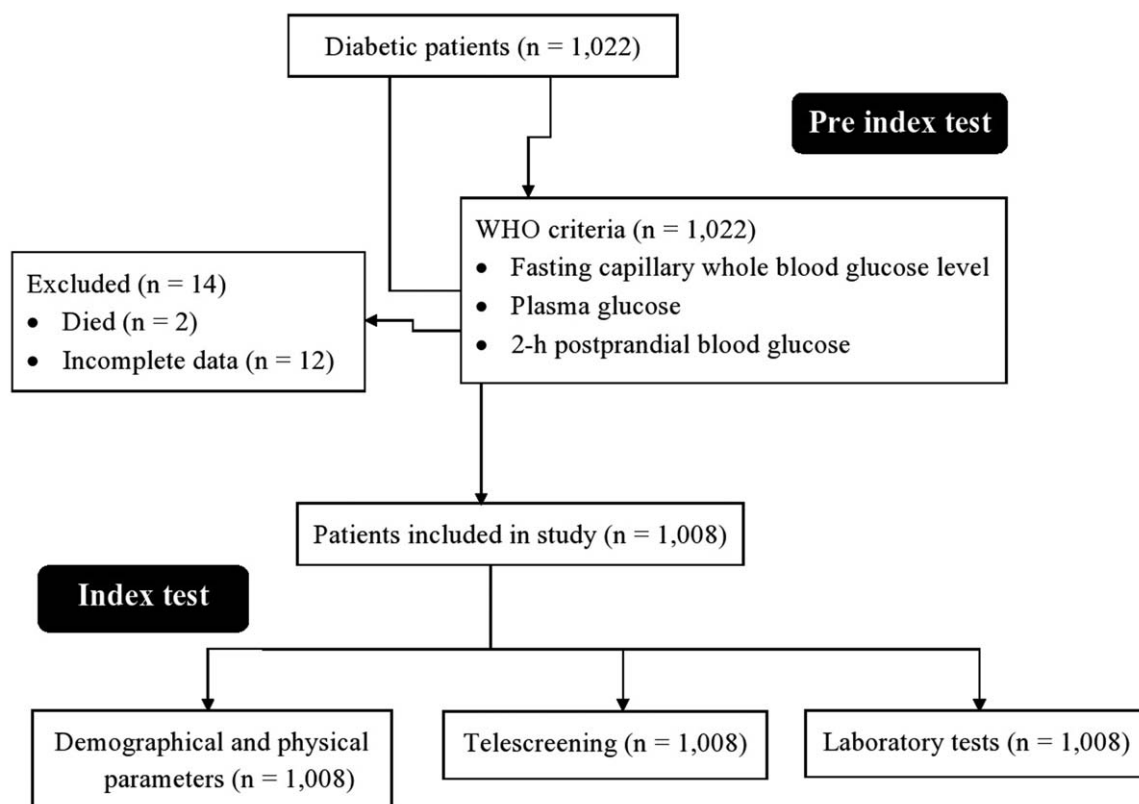 Diabetic patients (n = 1,022)
Pre index test
WHO criteria (n = 1,022)
• Fasting capillary whole blood glucose level
• Plasma glucose
• 2-h postprandial blood glucose
Excluded (n = 14)
• Died (n = 2)
• Incomplete data (n = 12)
Patients included in study (n = 1,008)
Index test
Demographical and physical
parameters (n = 1,008)
Telescreening (n = 1,008)
Laboratory tests (n = 1,008)